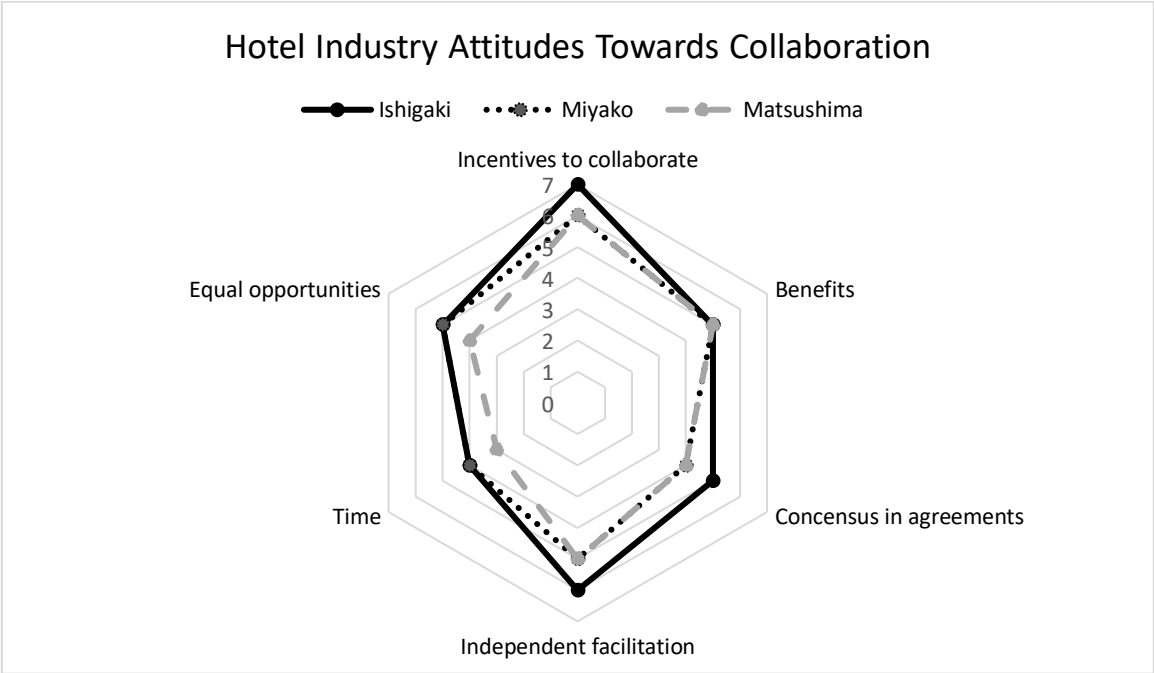 Hotel Industry Attitudes Towards Collaboration
Ishigaki Miyako Matsushima
Incentives to collaborate
7
6
5
Equal opportunities
Benefits
4
3
2
1
0
Time
Concensus in agreements
Independent facilitation